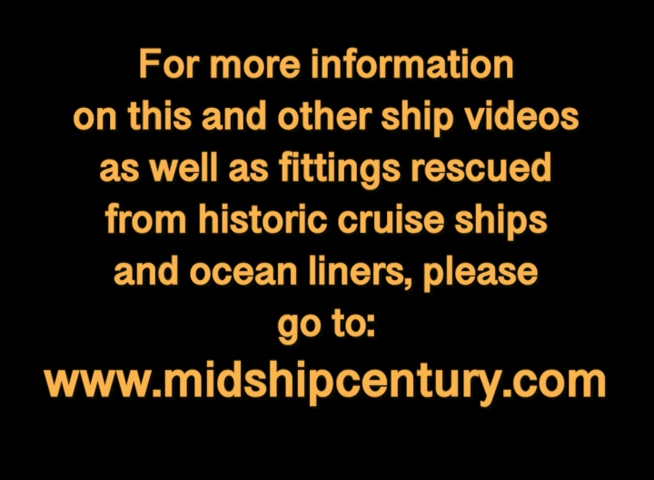 For more information
on this and other ship videos
as well as fittings rescued
from historic cruise ships
and ocean liners, please
go to:
www.midshipcentury.com